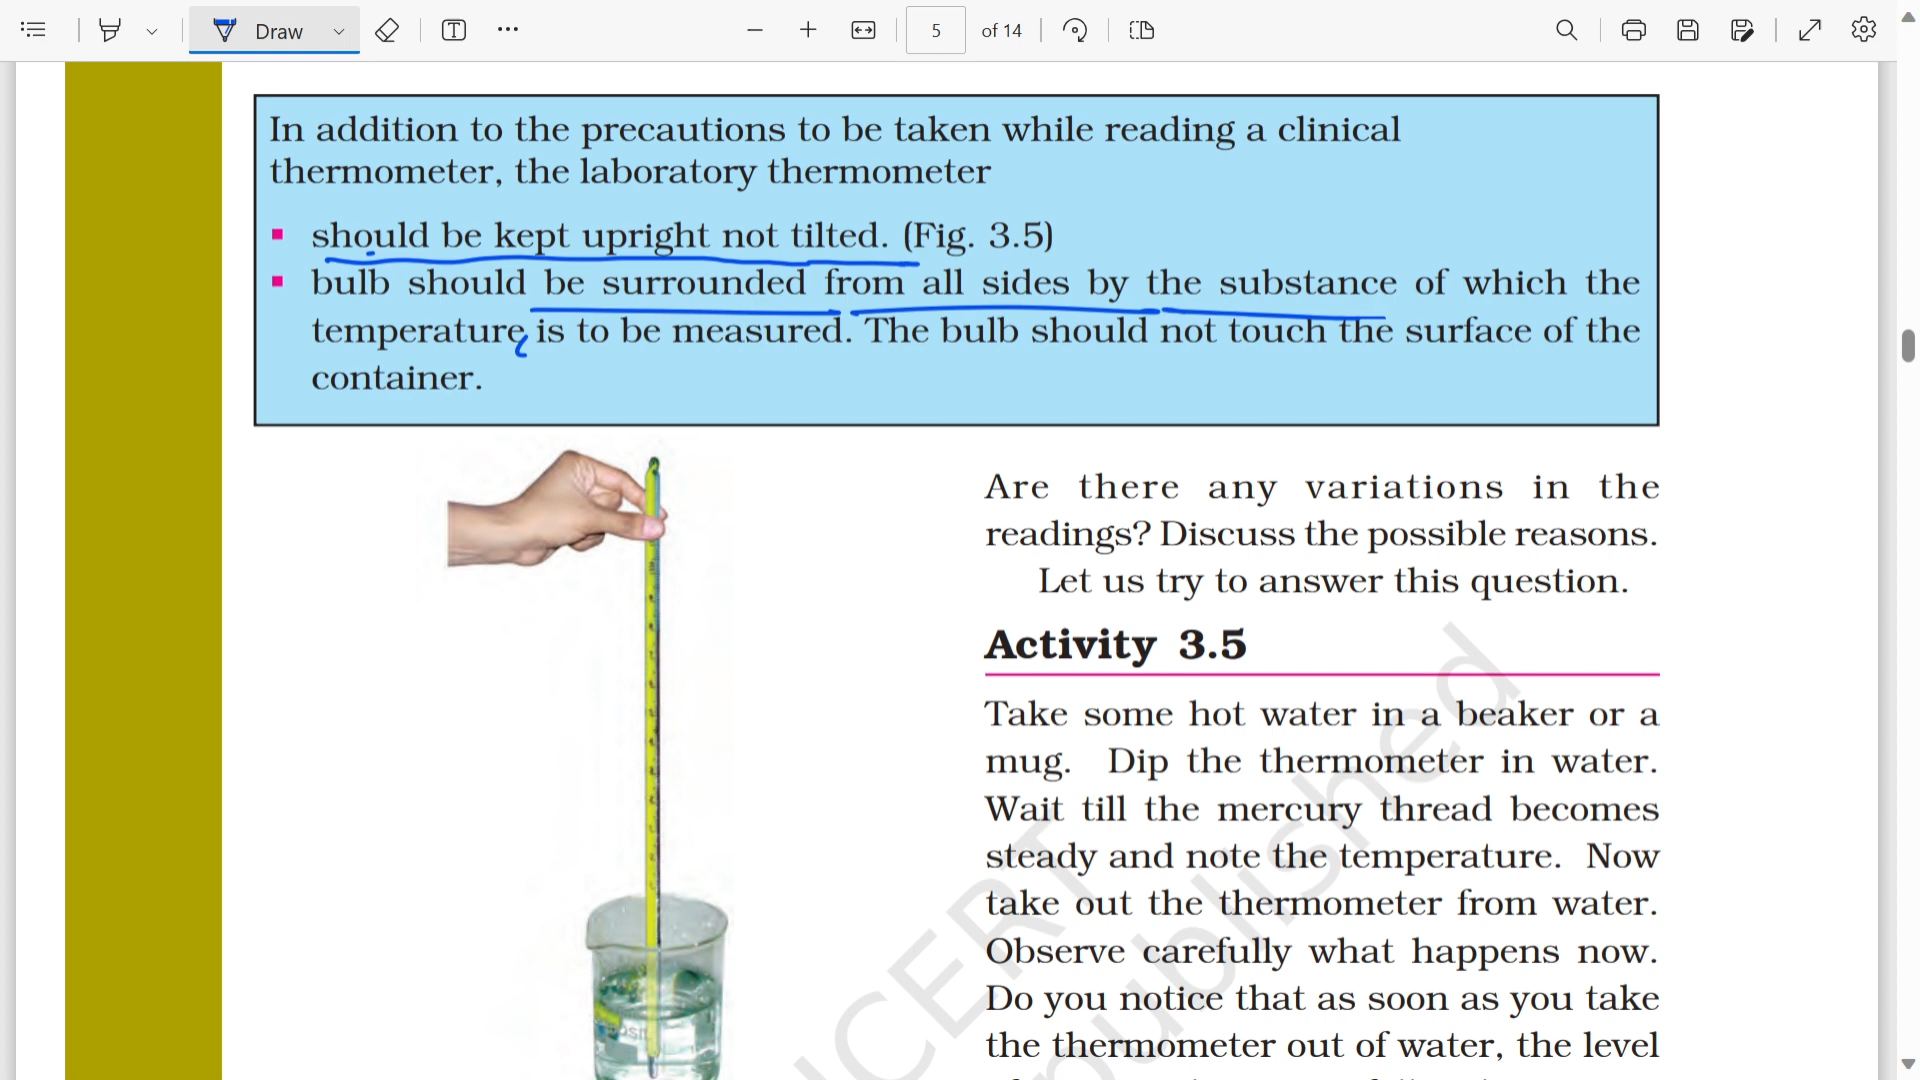 Draw
5 of 14
In addition to the precautions to be taken while reading a clinical
thermometer, the laboratory thermometer
should be kept upright not tilted. (Fig. 3.5)
bulb should be surrounded from all sides by the substance of which the
temperature is to be measured. The bulb should not touch the surface of the
container.
Are there any variations in the
readings? Discuss the possible reasons.
Let us try to answer this question.
Activity 3.5
Take some hot water in a beaker or a
mug. Dip the thermometer in water.
Wait till the mercury thread becomes
steady and note the temperature. Now
take out the thermometer from water.
Observe carefully what happens now.
Do you notice that as soon as you take
the thermometer out of water, the level
NCERT
published